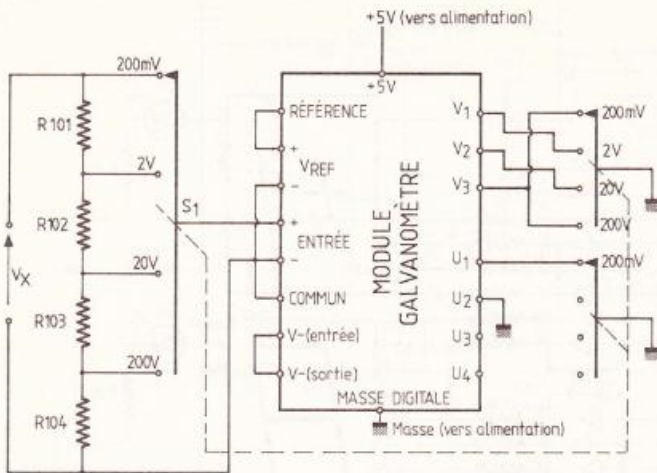 +5V (vers alimentation)
200mV
R101
2V
R102
S1
20V
VX
R103
200V
R104
+5V
RÉFÉRENCE
+
VREF
-
+
ENTRÉE
-
COMMUN
V-(entrée)
V-(sortie)
MASSE DIGITALE
MODULE
GALVANOMÈTRE
V1
V2
V3
U1
U2
U3
U4
200mV
2V
20V
200V
200mV
Masse (vers alimentation)